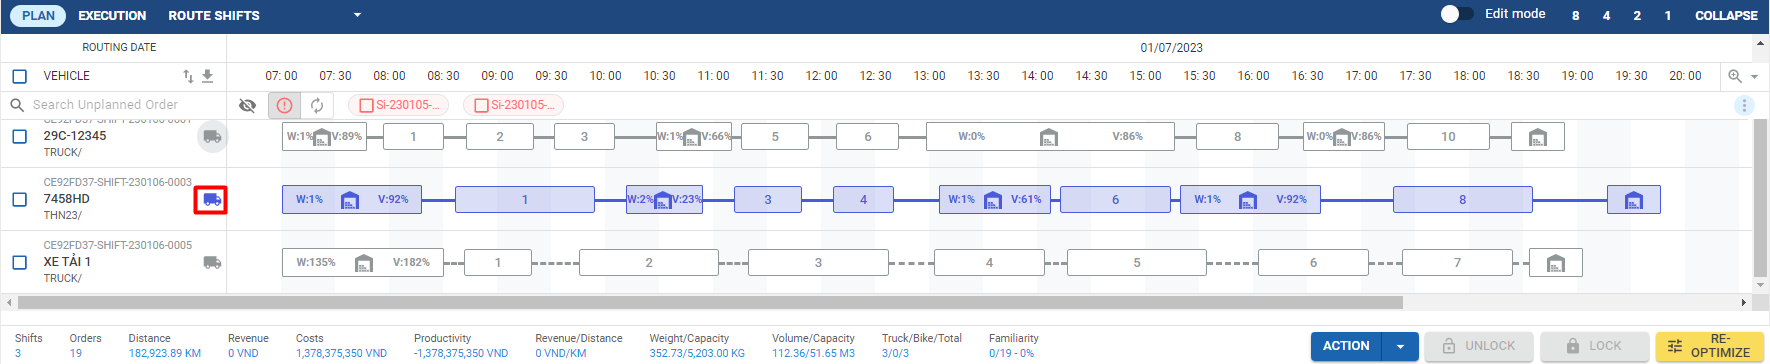 PLAN EXECUTION ROUTE SHIFTS Edit mode 8 4 2 1 COLLAPSE
ROUTING DATE 01/07/2023
VEHICLE 07: 00 07: 30 08: 00 08: 30 09: 00 09: 30 10: 00 10: 30 11: 00 11: 30 12: 00 12: 30 13: 00 13: 30 14: 00 14: 30 15: 00 15: 30 16: 00 16: 30 17: 00 17: 30 18: 00 18: 30 19: 00 19: 30 20: 00
Search Unplanned Order Si-230105-... Si-230105-...
CE92FD37-SHIFT-230106-0001
29C-12345 W:1% V:89% 1 2 3 W:1% V:66% 5 6 W:0% V:86% 8 W:0% V:86% 10
TRUCK/
CE92FD37-SHIFT-230106-0003
7458HD W:1% V:92% 1 W:2% V:23% 3 4 W:1% V:61% 6 W:1% V:92% 8
THN23/
CE92FD37-SHIFT-230106-0005
XE TẢI 1 W:135% V:182% 1 2 3 4 5 6 7
TRUCK/
Shifts Orders Distance Revenue Costs Productivity Revenue/Distance Weight/Capacity Volume/Capacity Truck/Bike/Total Familiarity
3 19 182,923.89 KM 0 VND 1,378,375,350 VND -1,378,375,350 VND 0 VND/KM 352.73/5,203.00 KG 112.36/51.65 M3 3/0/3 0/19 - 0%
ACTION UNLOCK LOCK RE-
OPTIMIZE